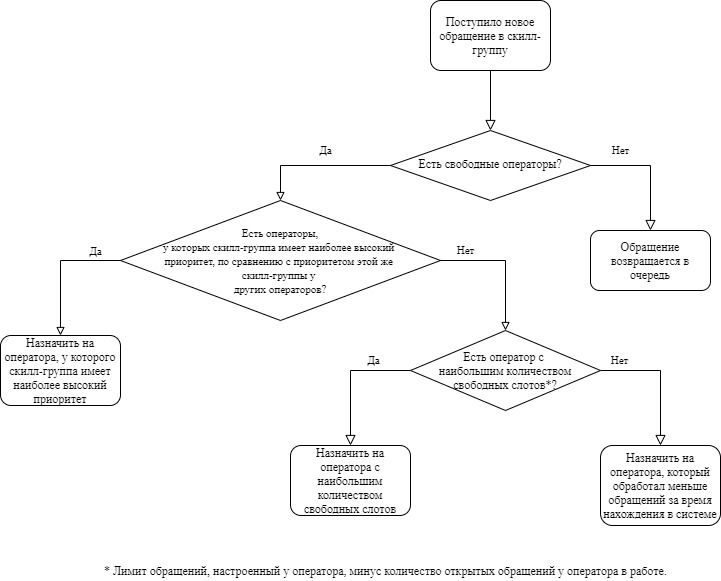 Поступило новое
обращение в скилл-
группу
Да
Есть свободные операторы?
Нет
Есть операторы,
у которых скилл-группа имеет наиболее высокий
приоритет, по сравнению с приоритетом этой же
скилл-группы у
других операторов?
Да
Нет
Обращение
возвращается в
очередь
Назначить на
оператора, у которого
скилл-группа имеет
наиболее высокий
приоритет
Да
Есть оператор с
наибольшим количеством
свободных слотов*?
Нет
Назначить на
оператора с
наибольшим
количеством
свободных слотов
Назначить на
оператора, который
обработал меньше
обращений за время
нахождения в системе
* Лимит обращений, настроенный у оператора, минус количество открытых обращений у оператора в работе.